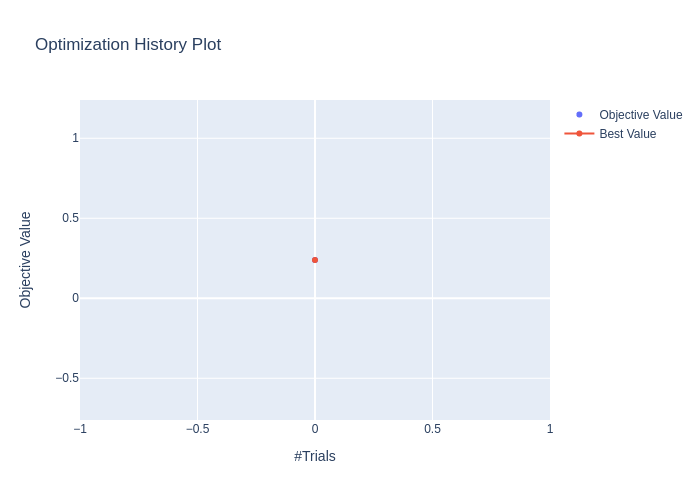 Optimization History Plot
Objective Value
Best Value
1
0.5
0
−0.5
Objective Value
−1
−0.5
0
0.5
1
#Trials